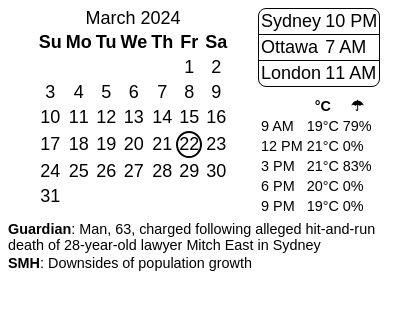 March 2024
Su Mo Tu We Th Fr Sa
1 2
3 4 5 6 7 8 9
10 11 12 13 14 15 16
17 18 19 20 21 22 23
24 25 26 27 28 29 30
31
Sydney 10 PM
Ottawa 7 AM
London 11 AM
°C ☂
9 AM 19°C 79%
12 PM 21°C 0%
3 PM 21°C 83%
6 PM 20°C 0%
9 PM 19°C 0%
Guardian: Man, 63, charged following alleged hit-and-run
death of 28-year-old lawyer Mitch East in Sydney
SMH: Downsides of population growth